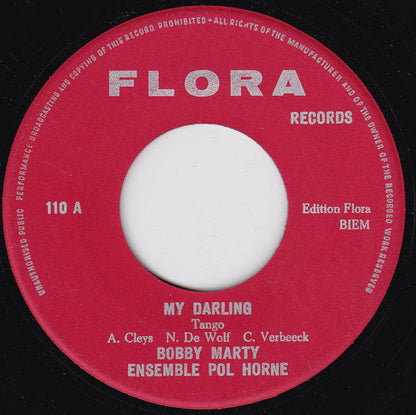 UNAUTHORISED PUBLIC PERFORMANCE BROADCASTING AND COPYING OF THIS RECORD PROHIBITED - ALL RIGHTS OF THE MANUFACTURER AND OF THE OWNER OF THE RECORDED WORK RESERVED
FLORA
RECORDS
110 A
Edition Flora
BIEM
MY DARLING
Tango
A. Cleys N. De Wolf C. Verbeeck
BOBBY MARTY
ENSEMBLE POL HORNE